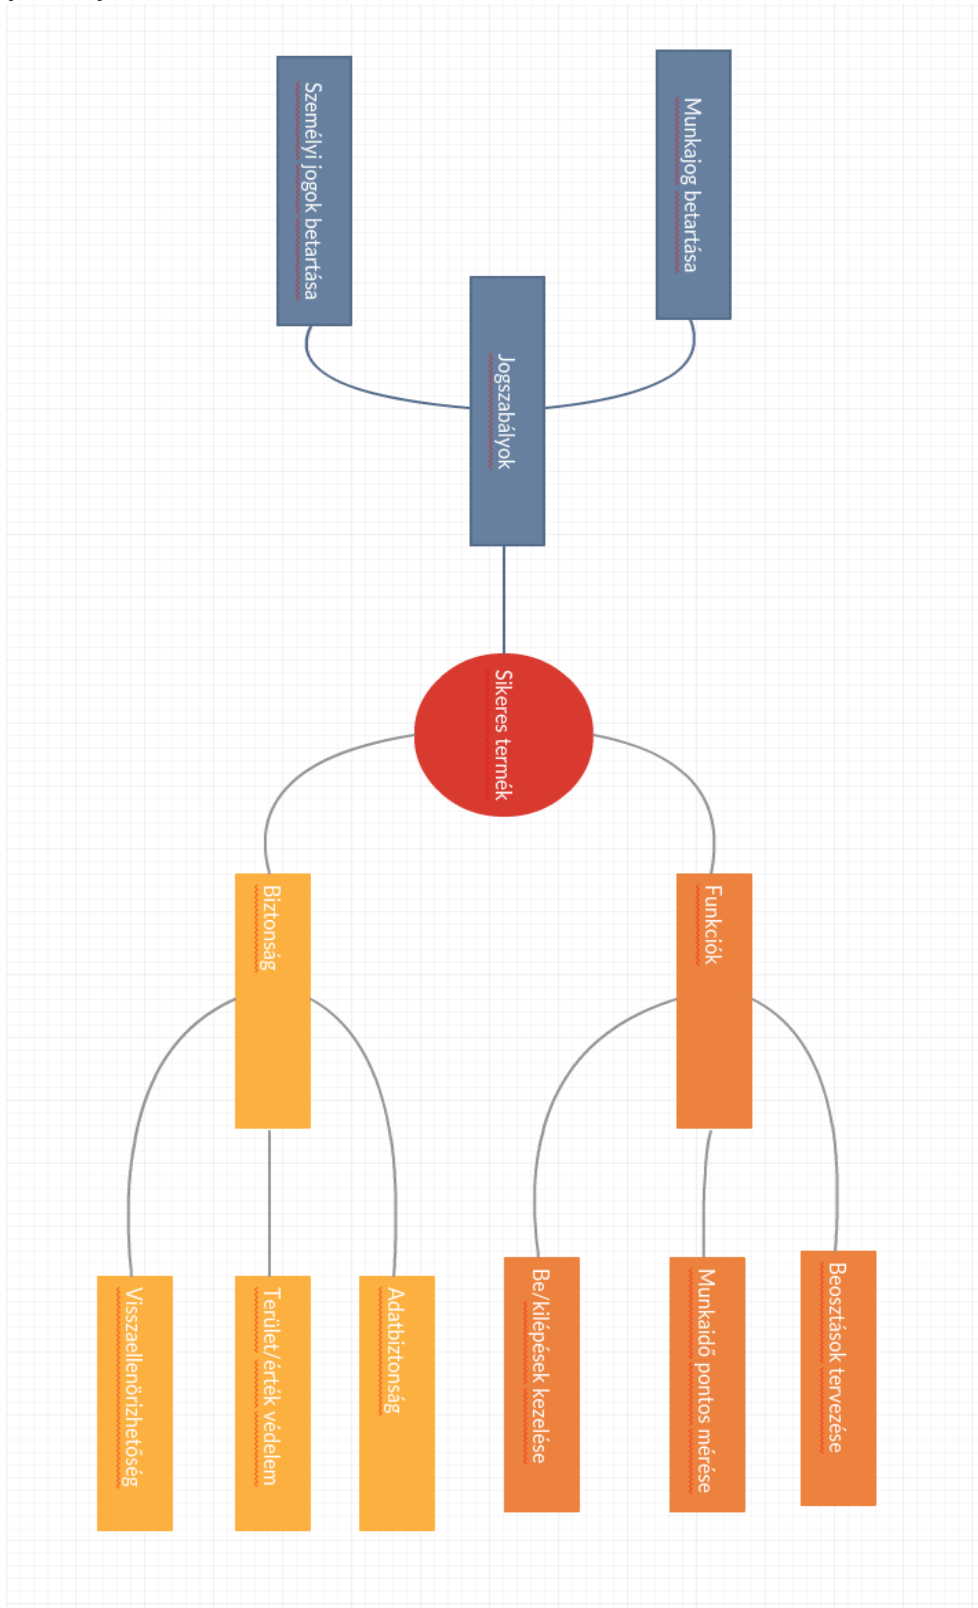 Munkajog betartása
Személyi jogok betartása
Jogszabályok
Sikeres termék
Funkciók
Biztonság
Beosztások tervezése
Munkaidő pontos mérése
Be/kilépések kezelése
Adatbiztonság
Terület/érték védelem
Visszaellenőrizhetőség